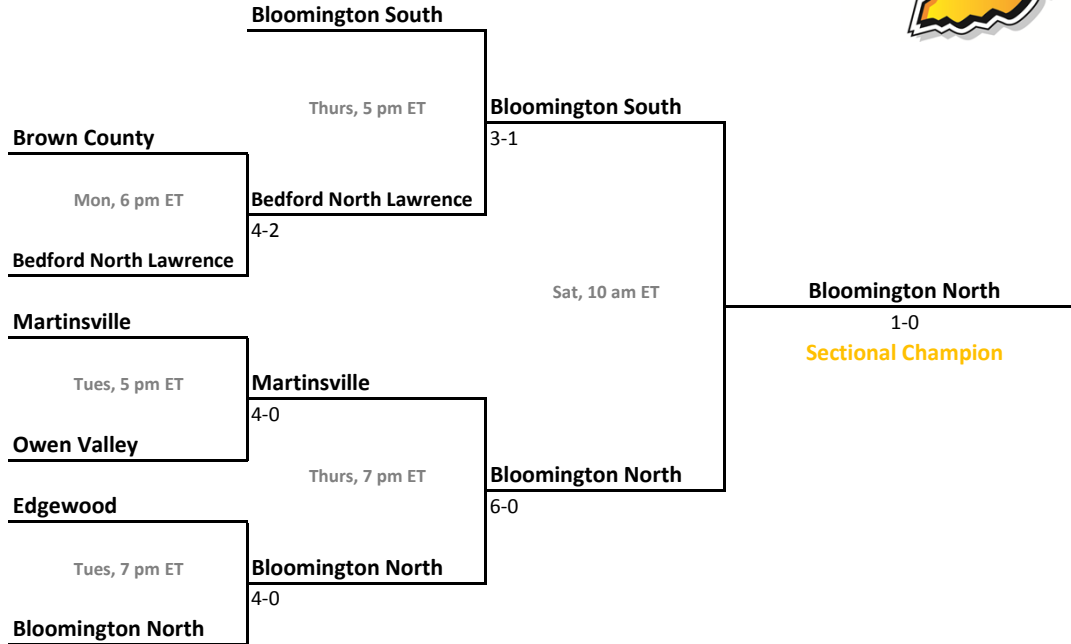 Bloomington South
Thurs, 5 pm ET
Bloomington South
Brown County
3-1
Mon, 6 pm ET
Bedford North Lawrence
4-2
Bedford North Lawrence
Sat, 10 am ET
Bloomington North
Martinsville
1-0
Sectional Champion
Tues, 5 pm ET
Martinsville
4-0
Owen Valley
Thurs, 7 pm ET
Bloomington North
Edgewood
6-0
Tues, 7 pm ET
Bloomington North
4-0
Bloomington North